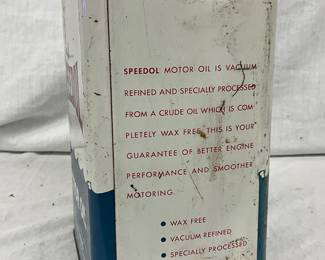 SPEEDOL MOTOR OIL IS VACUUM
REFINED AND SPECIALLY PROCESSED
FROM A CRUDE OIL WHICH IS COM-
PLETELY WAX FREE. THIS IS YOUR
GUARANTEE OF BETTER ENGINE
PERFORMANCE AND SMOOTHER
MOTORING.
• WAX FREE
• VACUUM REFINED
• SPECIALLY PROCESSED